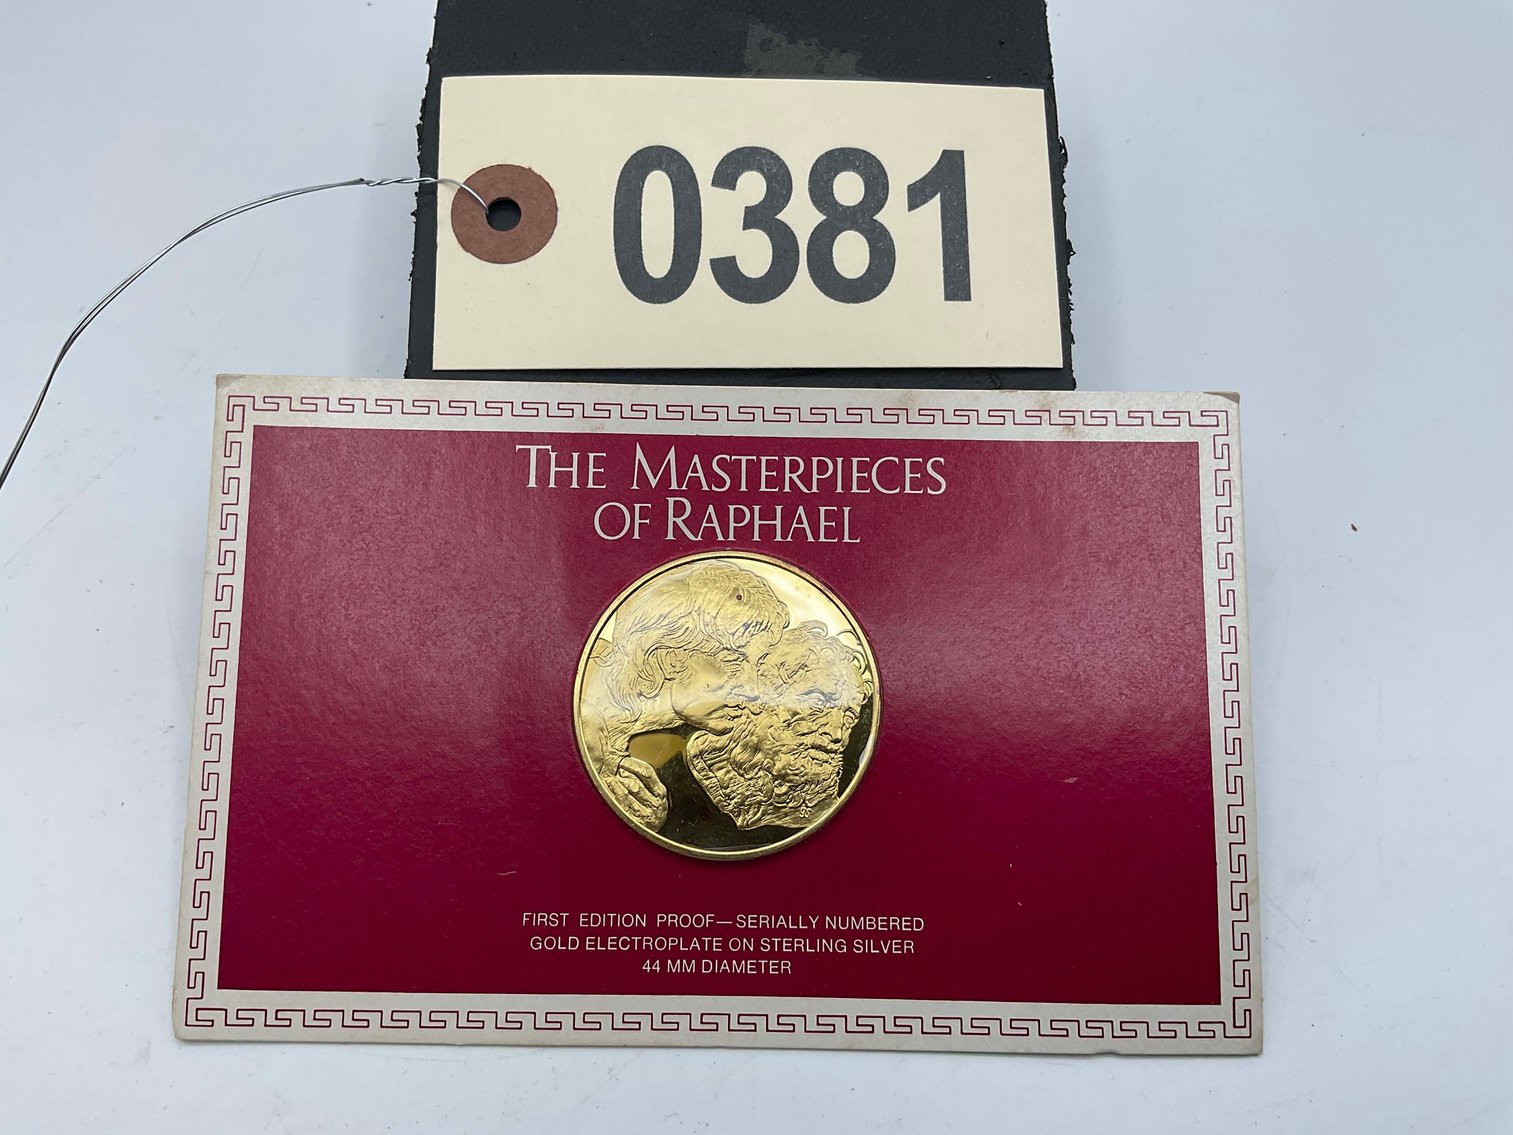 0381
THE MASTERPIECES
OF RAPHAEL
FIRST EDITION PROOF—SERIALLY NUMBERED
GOLD ELECTROPLATE ON STERLING SILVER
44 MM DIAMETER